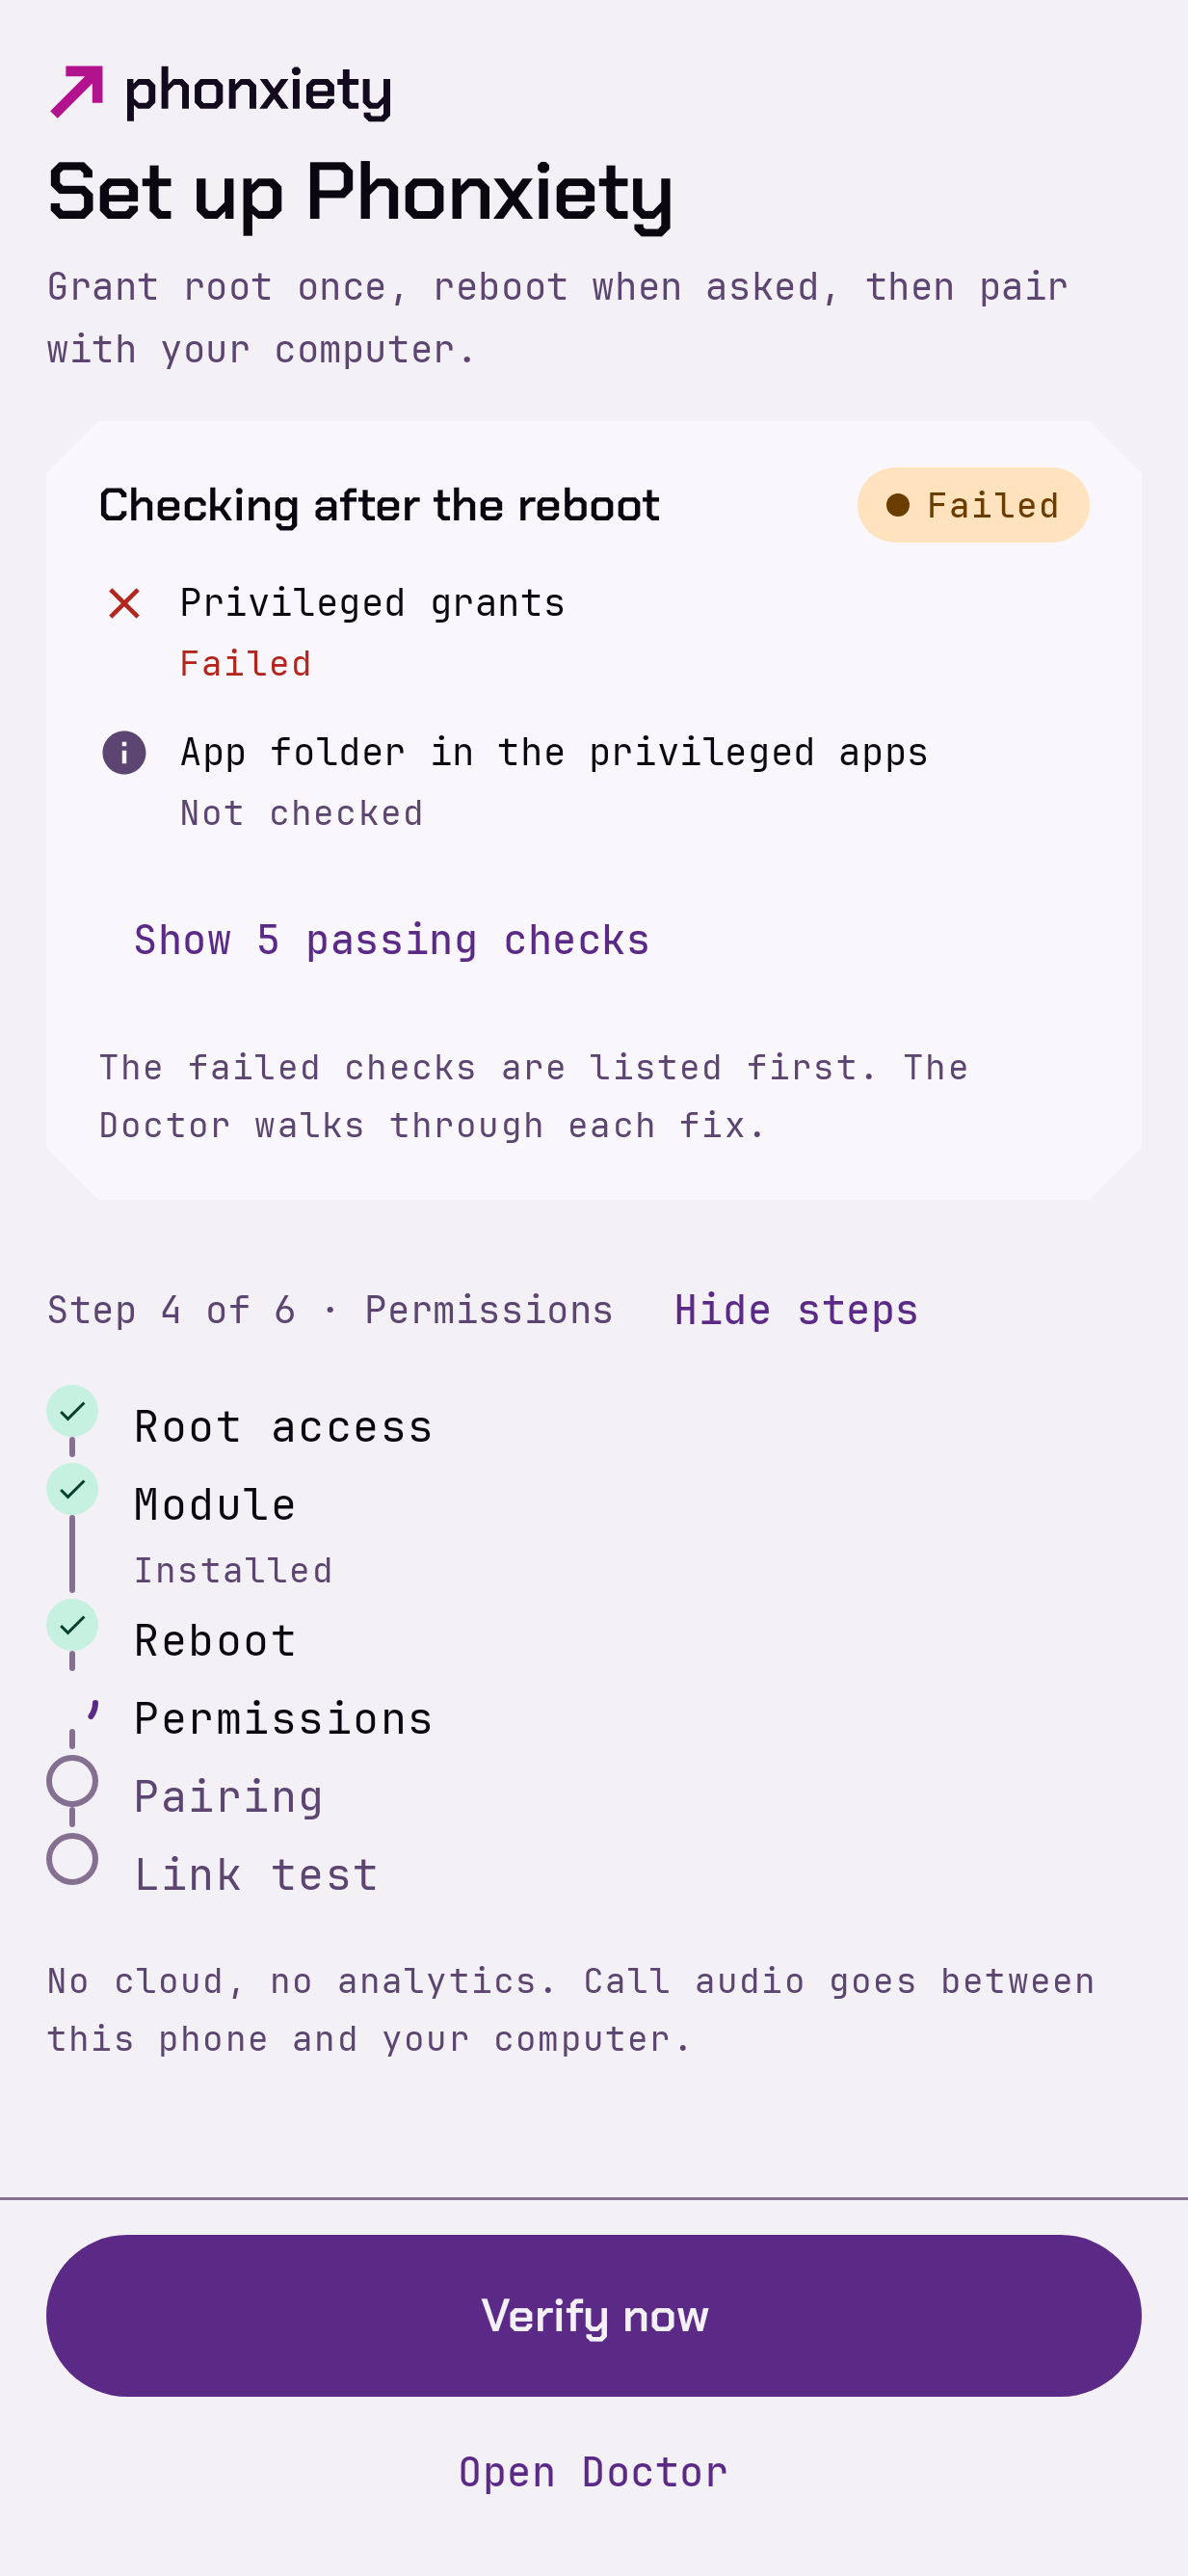 phonxiety
Set up Phonxiety
Grant root once, reboot when asked, then pair
with your computer.
Checking after the reboot
Failed
Privileged grants
Failed
App folder in the privileged apps
Not checked
Show 5 passing checks
The failed checks are listed first. The
Doctor walks through each fix.
Step 4 of 6 · Permissions Hide steps
Root access
Module
Installed
Reboot
Permissions
Pairing
Link test
No cloud, no analytics. Call audio goes between
this phone and your computer.
Verify now
Open Doctor